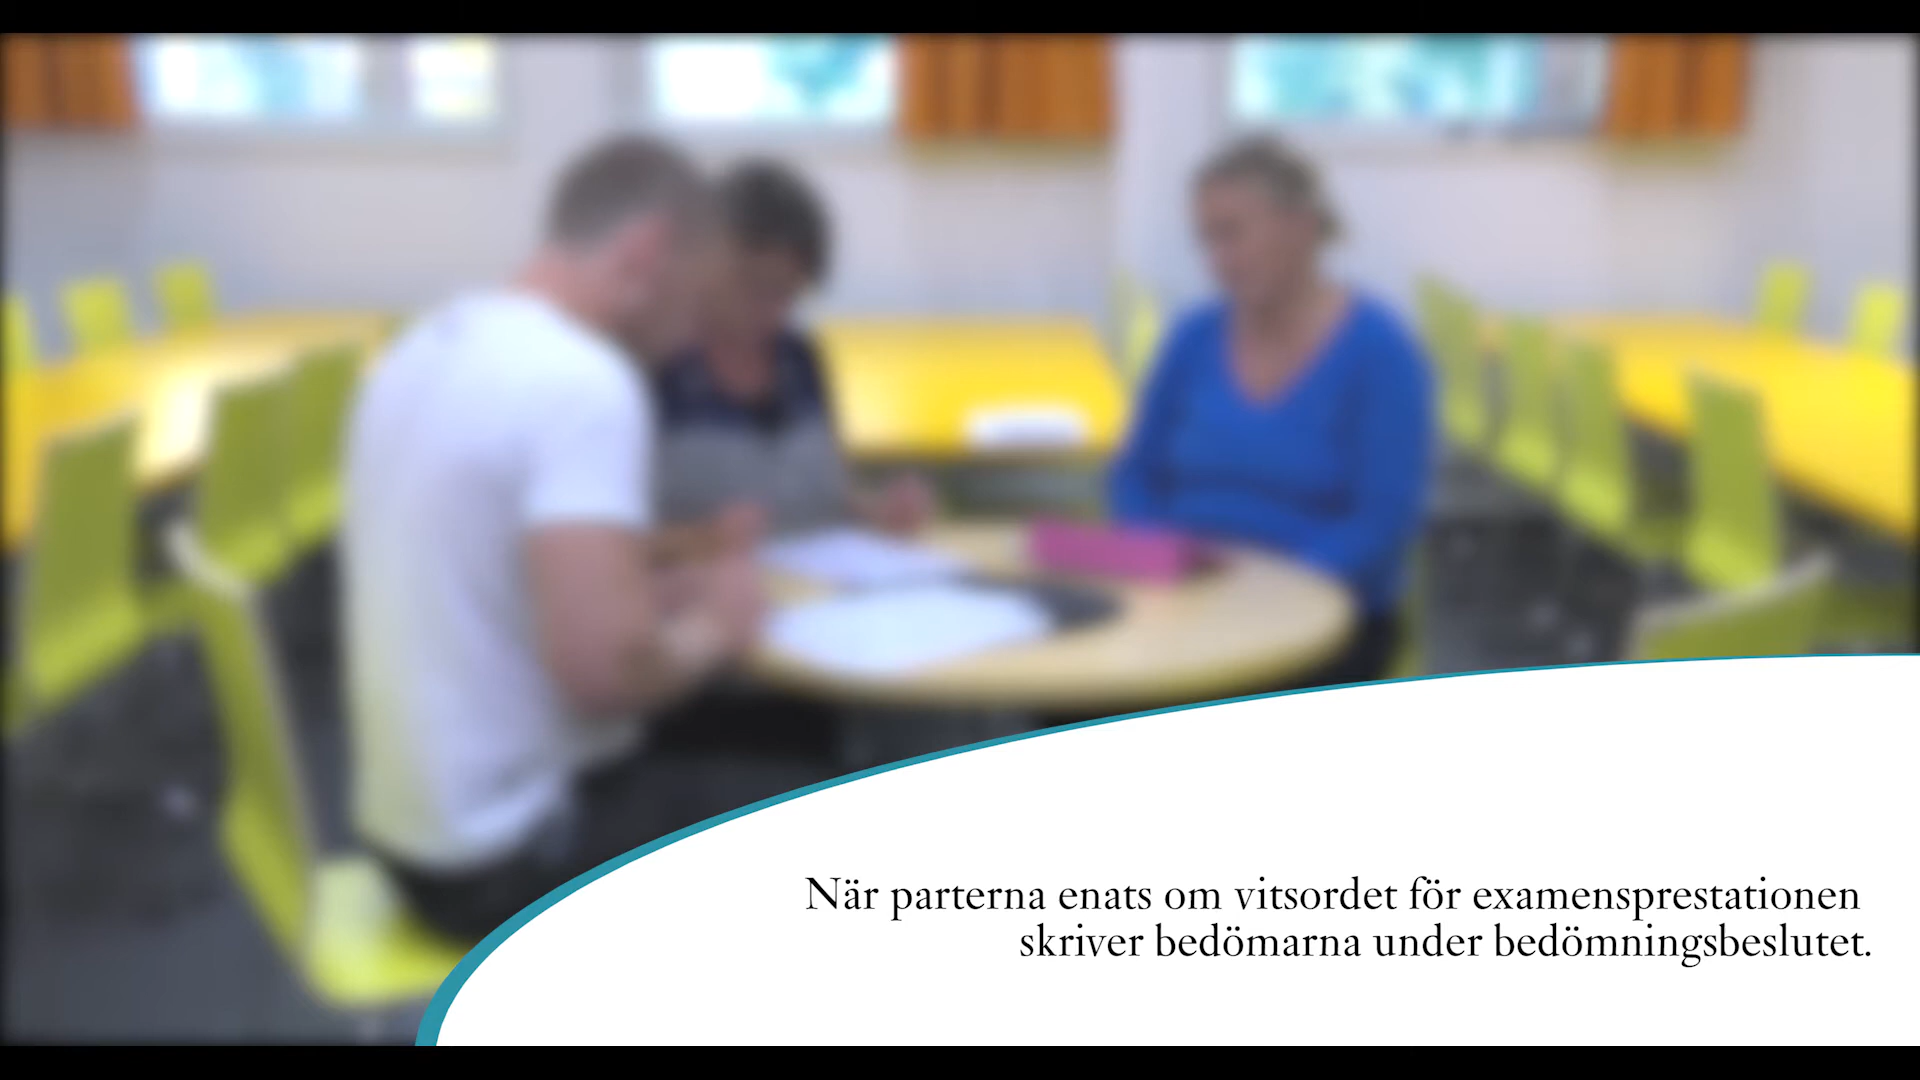 När parterna enats om vitsordet för examensprestationen
skriver bedömarna under bedömningsbeslutet.